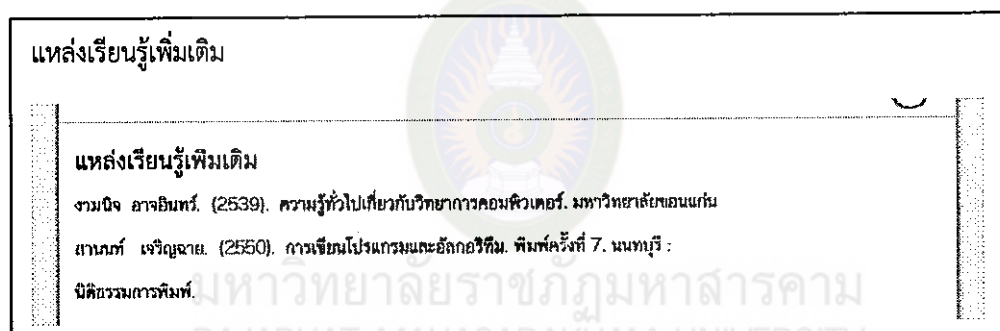 แหล่งเรียนรู้เพิ่มเติม
แหล่งเรียนรู้เพิ่มเติม
งามนิจ อาจอินทร์. (2539). ความรู้ทั่วไปเกี่ยวกับวิทยาการคอมพิวเตอร์. มหาวิทยาลัยขอนแก่น
ฌานนท์ เจริญฉาย. (2550). การเขียนโปรแกรมและอัลกอริทึม. พิมพ์ครั้งที่ 7. นนทบุรี :
นิติธรรมการพิมพ์.
มหาวิทยาลัยราชภัฏมหาสารคาม